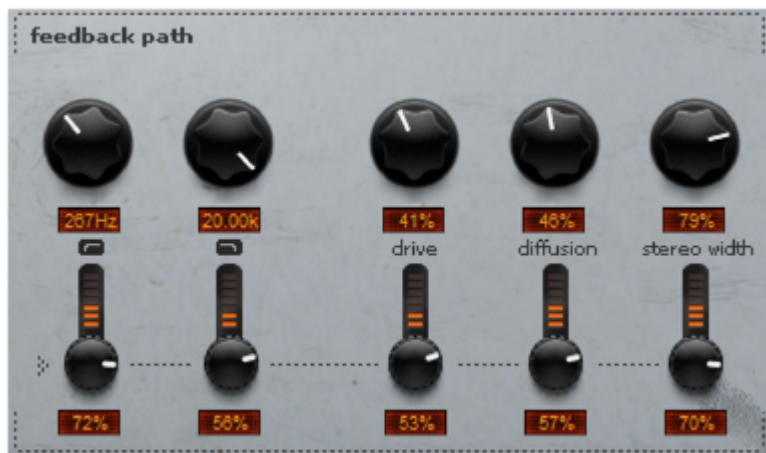 feedback path
267Hz 20.00k 41% 46% 79%
drive diffusion stereo width
72% 56% 53% 57% 70%